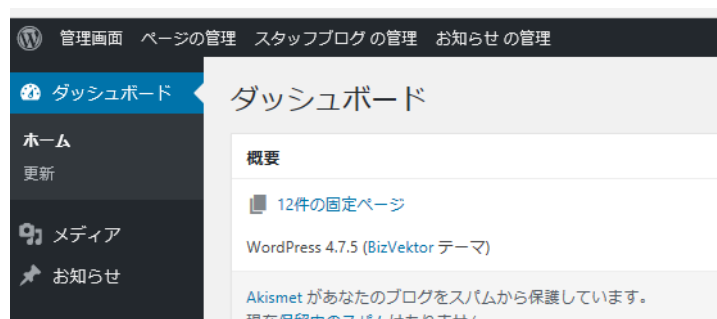 管理画面 ページの管理 スタッフブログ の管理 お知らせ の管理
ダッシュボード
ホーム
更新
メディア
お知らせ
ダッシュボード
概要
12件の固定ページ
WordPress 4.7.5 (BizVektor テーマ)
Akismet があなたのブログをスパムから保護しています。